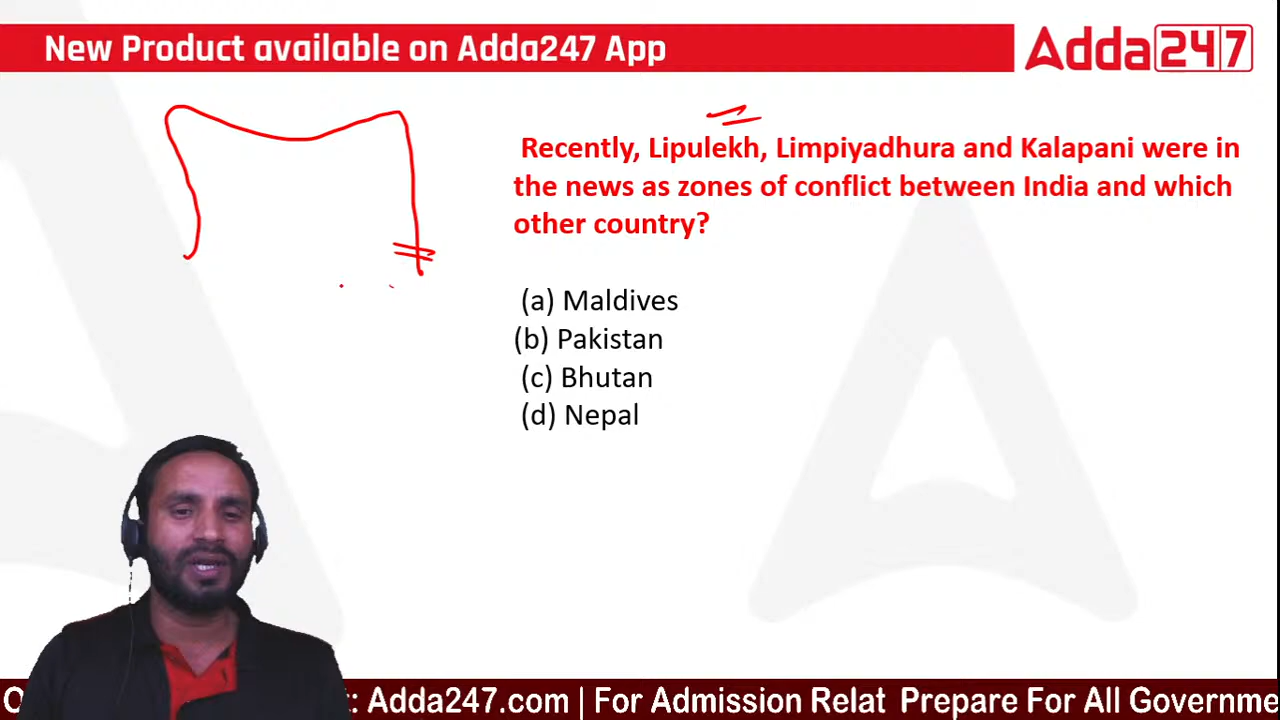 New Product available on Adda247 App
Adda247
Recently, Lipulekh, Limpiyadhura and Kalapani were in
the news as zones of conflict between India and which
other country?
(a) Maldives
(b) Pakistan
(c) Bhutan
(d) Nepal
: Adda247.com | For Admission Relat Prepare For All Governme